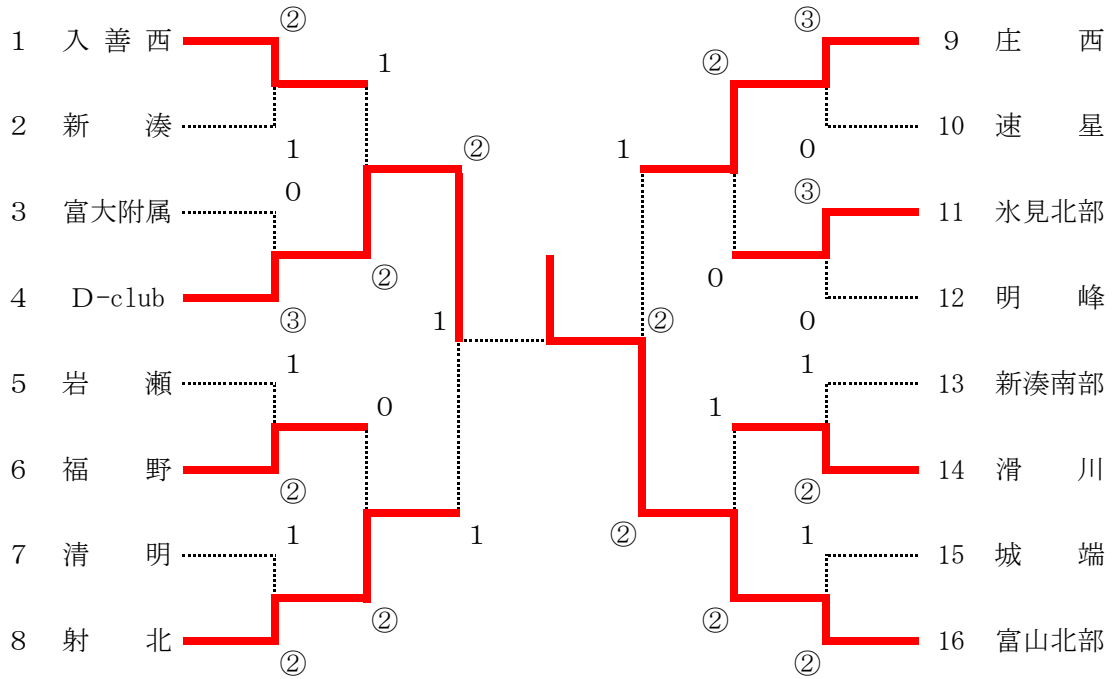 ② ③
1 入善西 9 庄西
1 ②
2 新湊 10 速星
1 ② 1 0
0 ③
3 富大附属 11 氷見北部
② 0
4 D-club 12 明峰
③ 1 ② 0
1 1
5 岩瀬 13 新湊南部
0 1
6 福野 14 滑川
② ②
1 1 ② 1
7 清明 15 城端
② ②
8 射北 16 富山北部
② ②